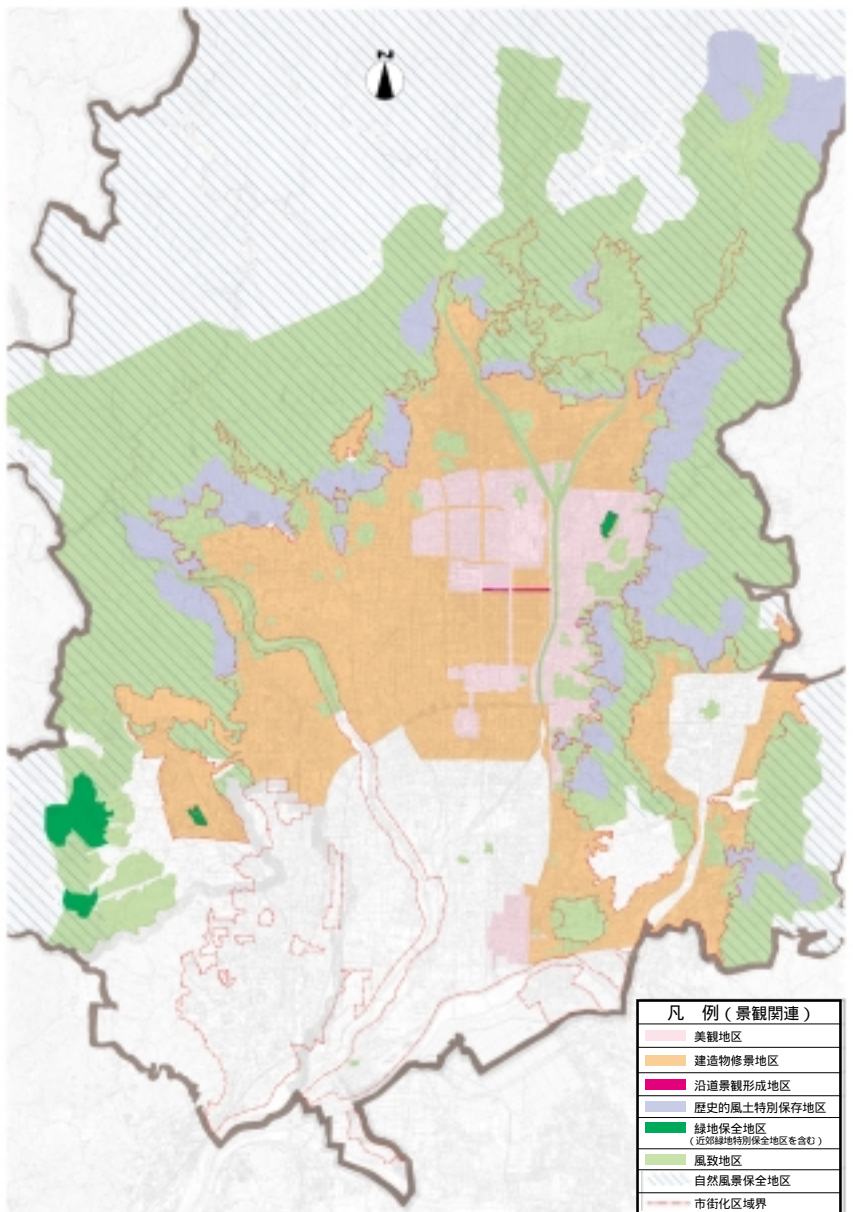 N
凡 例(景観関連)
美観地区
建造物修景地区
沿道景観形成地区
歴史的風土特別保存地区
緑地保全地区
(近郊緑地特別保全地区を含む)
風致地区
自然風景保全地区
市街化区域界